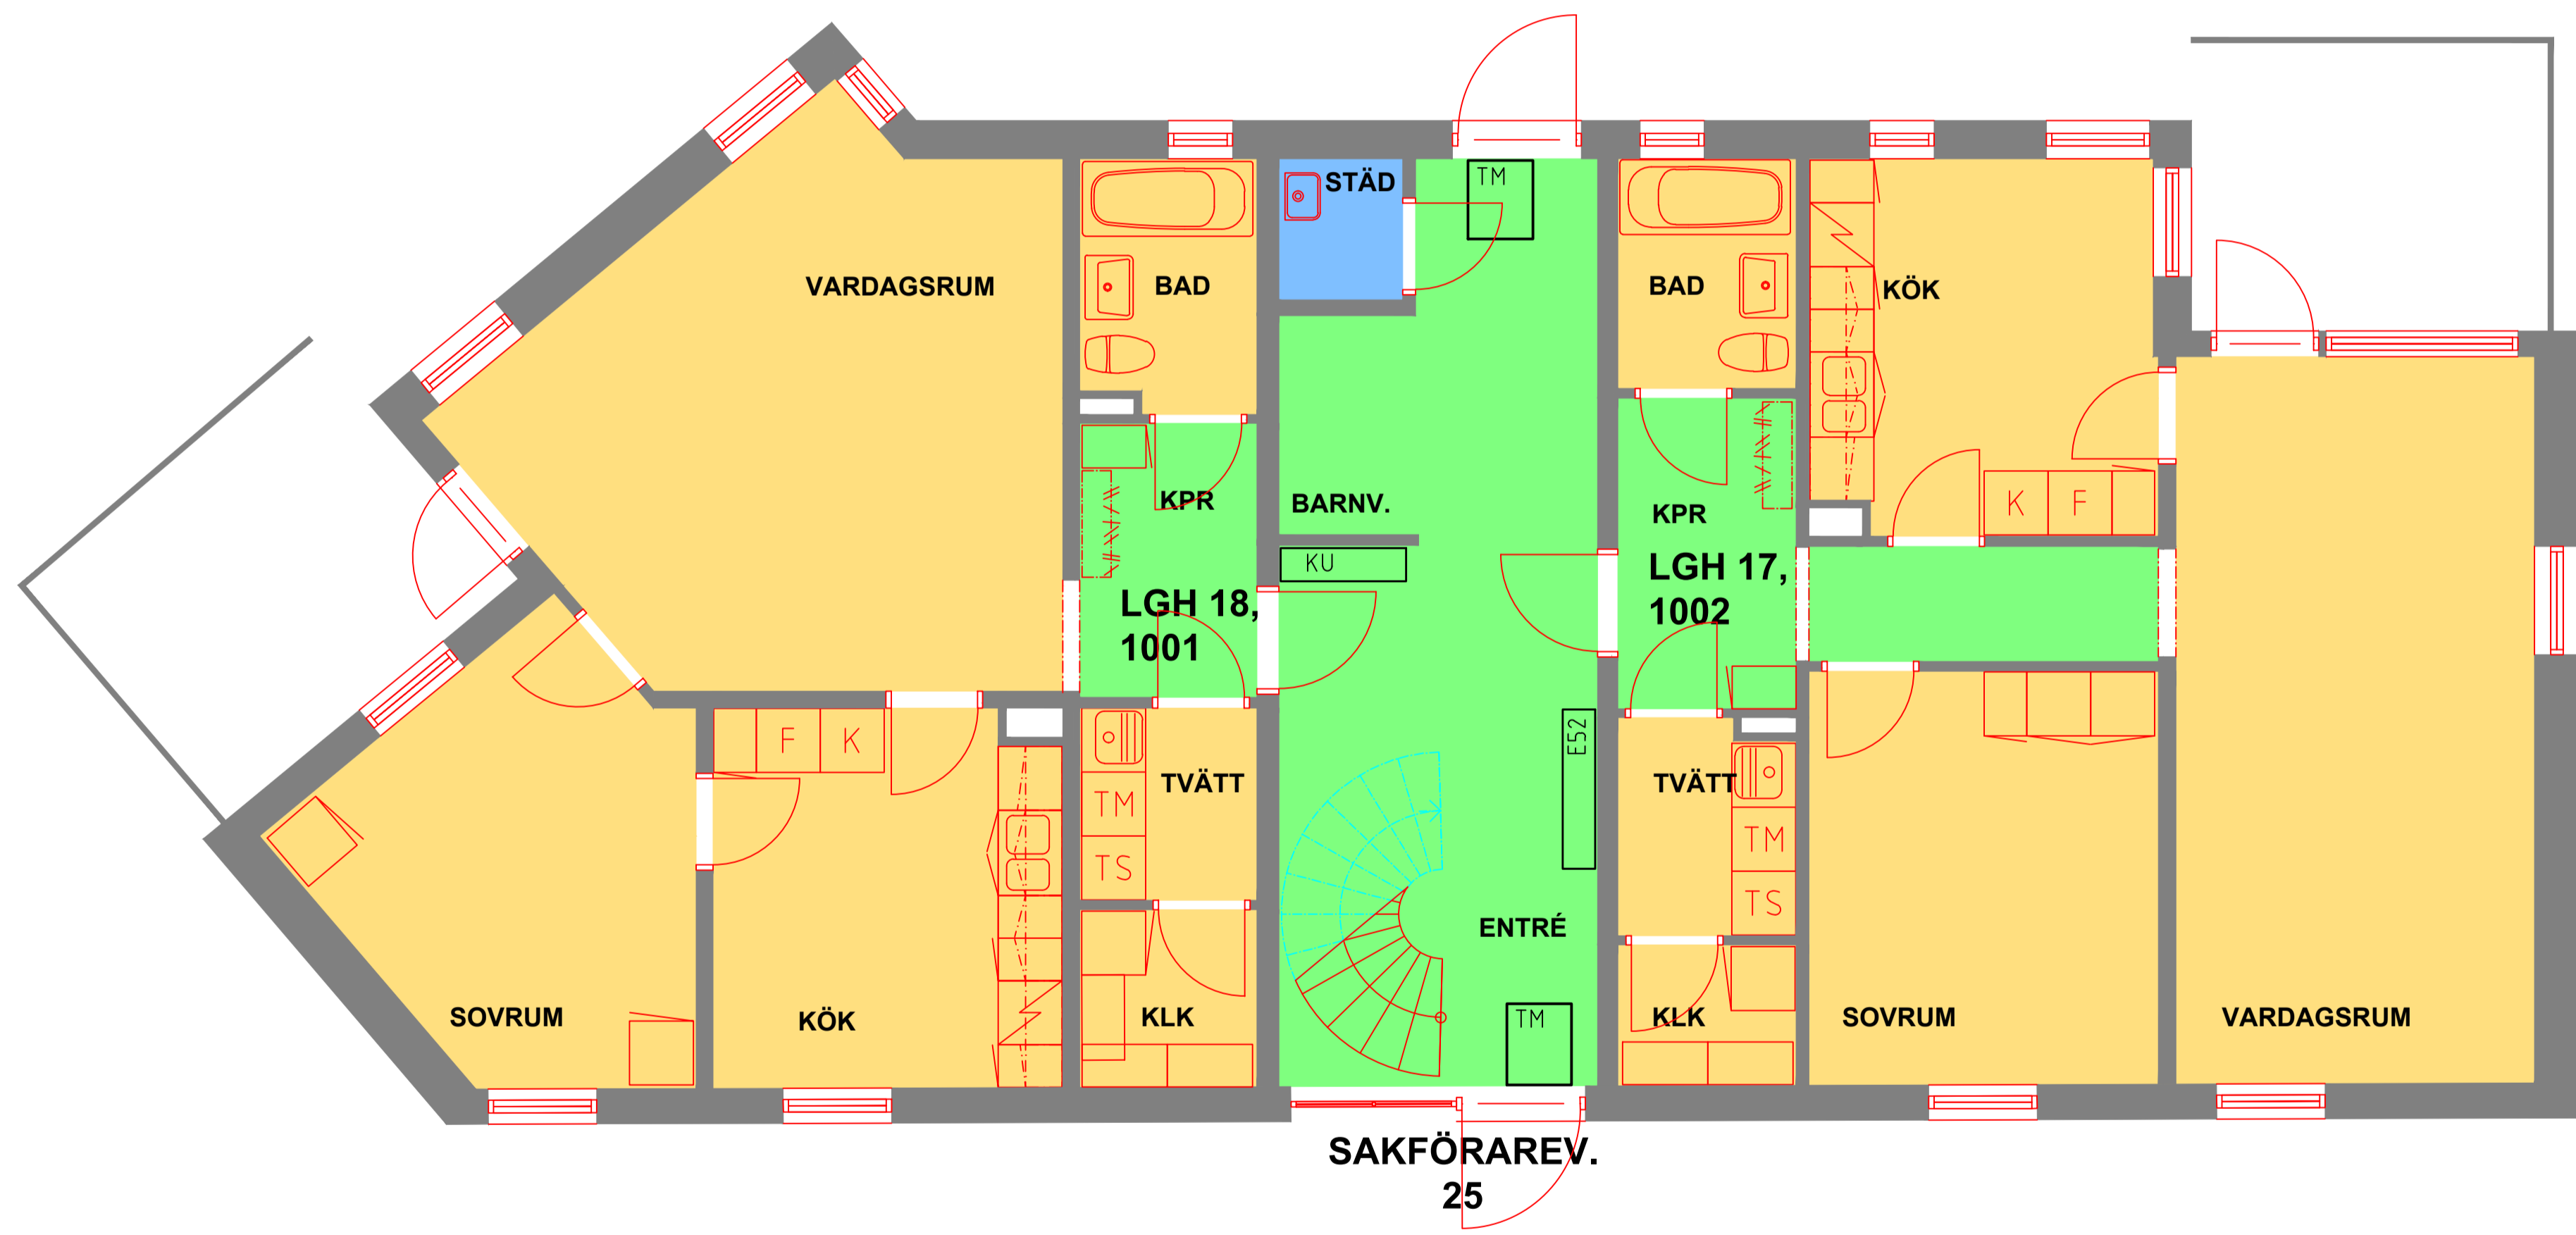 TM
STÄD
VARDAGSRUM
BAD
BAD
KÖK
KPR
BARNV.
KPR
K
F
KU
LGH 18,
1001
LGH 17,
1002
F
K
TM
TS
TVÄTT
E52
TVÄTT
TM
TS
ENTRÉ
SOVRUM
KÖK
KLK
TM
KLK
SOVRUM
VARDAGSRUM
SAKFÖRAREV.
25